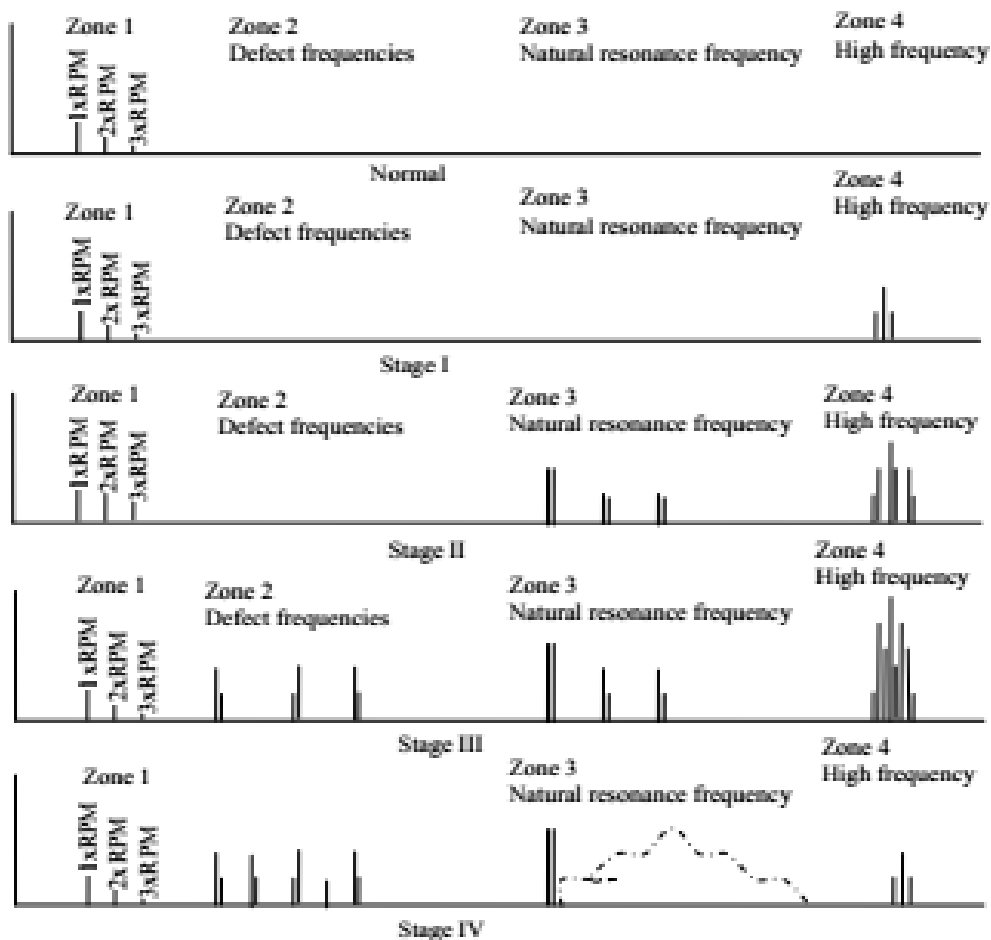 Zone 1
Zone 2
Defect frequencies
Zone 3
Natural resonance frequency
Zone 4
High frequency
1xRPM
2xRPM
3xRPM
Normal
Zone 1
Zone 2
Defect frequencies
Zone 3
Natural resonance frequency
Zone 4
High frequency
1xRPM
2xRPM
3xRPM
Stage I
Zone 1
Zone 2
Defect frequencies
Zone 3
Natural resonance frequency
Zone 4
High frequency
1xRPM
2xRPM
3xRPM
Stage II
Zone 1
Zone 2
Defect frequencies
Zone 3
Natural resonance frequency
Zone 4
High frequency
1xRPM
2xRPM
3xRPM
Stage III
Zone 1
Zone 3
Natural resonance frequency
Zone 4
High frequency
1xRPM
2xRPM
3xRPM
Stage IV